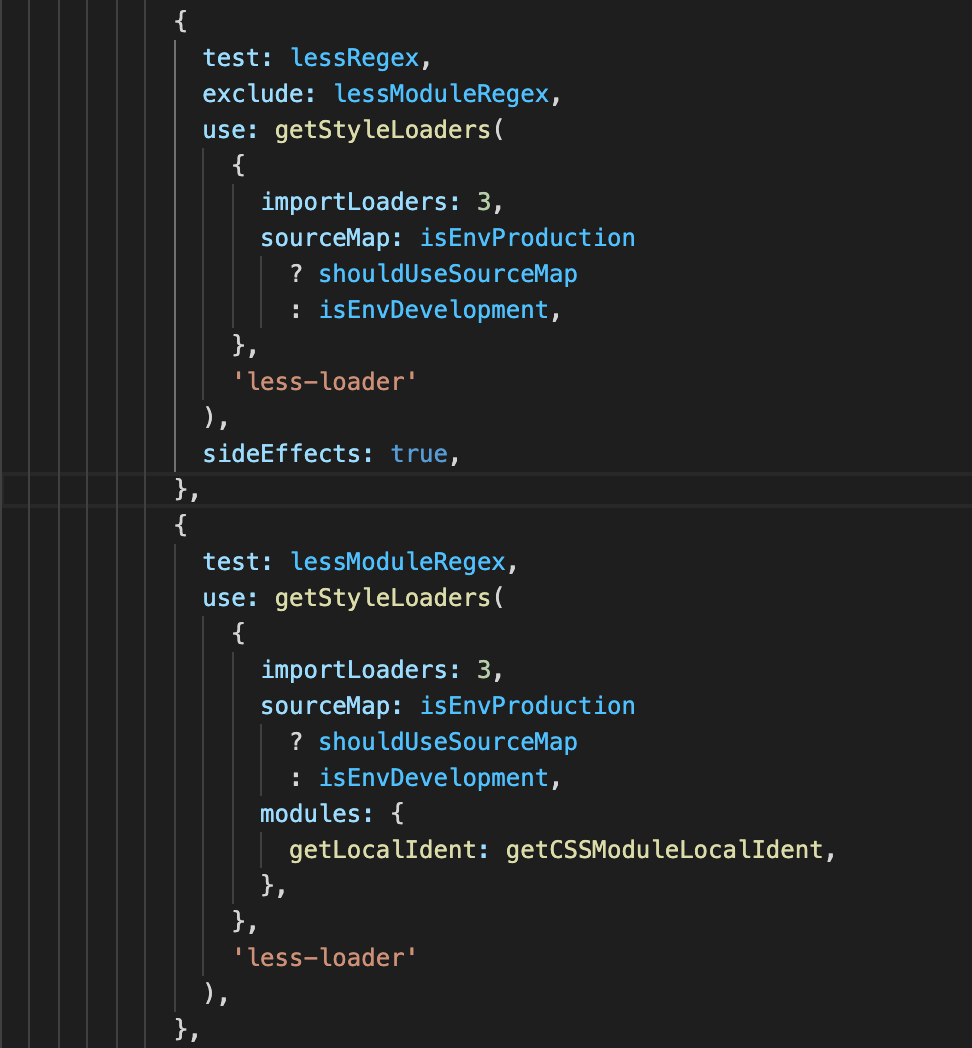 {
test: lessRegex,
exclude: lessModuleRegex,
use: getStyleLoaders(
{
importLoaders: 3,
sourceMap: isEnvProduction
? shouldUseSourceMap
: isEnvDevelopment,
},
'less-loader'
),
sideEffects: true,
},
{
test: lessModuleRegex,
use: getStyleLoaders(
{
importLoaders: 3,
sourceMap: isEnvProduction
? shouldUseSourceMap
: isEnvDevelopment,
modules: {
getLocalIdent: getCSSModuleLocalIdent,
},
},
'less-loader'
),
},